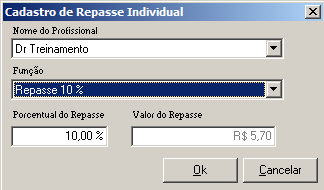 Cadastro de Repasse Individual
Nome do Profissional
Dr Treinamento
Função
Repasse 10 %
Porcentual do Repasse Valor do Repasse
10,00 % R$ 5,70
Ok Cancelar